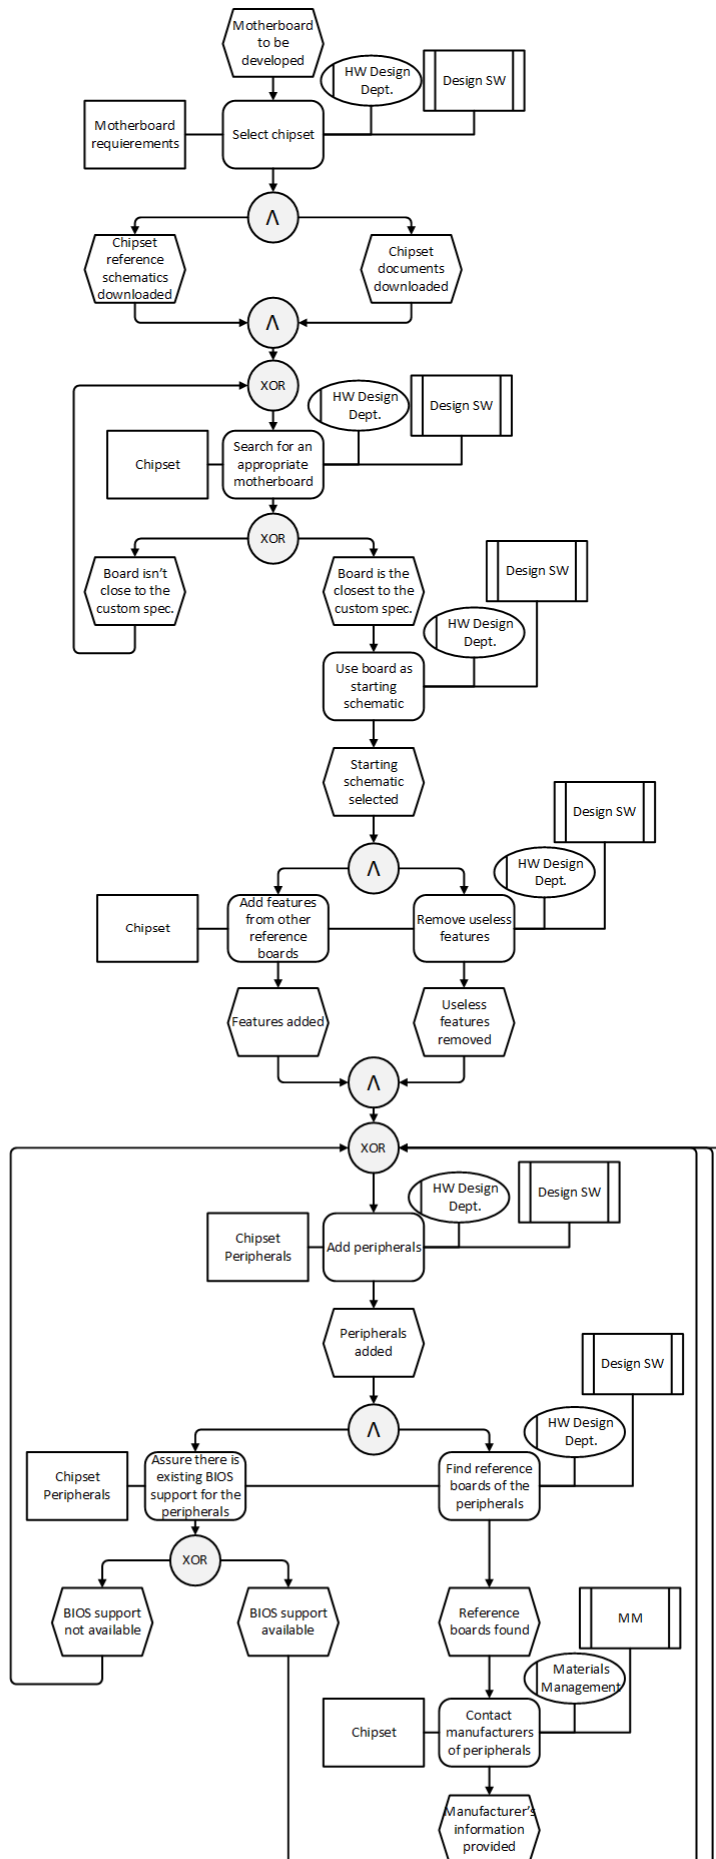 Motherboard
to be
developed
HW Design
Dept.
Design SW
Motherboard
requierements
Select chipset
Λ
Chipset
reference
schematics
downloaded
Chipset
documents
downloaded
Λ
XOR
HW Design
Dept.
Design SW
Chipset
Search for an
appropriate
motherboard
XOR
Board isn't
close to the
custom spec.
Board is the
closest to the
custom spec.
Design SW
HW Design
Dept.
Use board as
starting
schematic
Starting
schematic
selected
Design SW
Λ
HW Design
Dept.
Chipset
Add features
from other
reference
boards
Remove useless
features
Features added
Useless
features
removed
Λ
XOR
HW Design
Dept.
Design SW
Chipset
Peripherals
Add peripherals
Peripherals
added
Design SW
Λ
HW Design
Dept.
Chipset
Peripherals
Assure there is
existing BIOS
support for the
peripherals
Find reference
boards of the
peripherals
XOR
BIOS support
not available
BIOS support
available
Reference
boards found
MM
Materials
Management
Chipset
Contact
manufacturers
of peripherals
Manufacturer's
information
provided